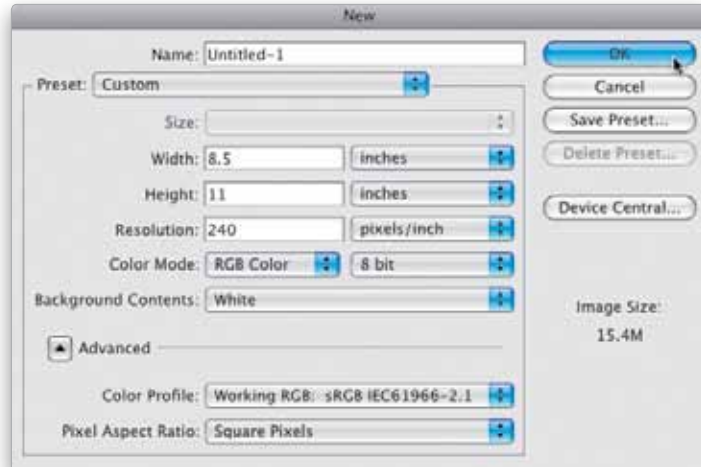 New
Name: Untitled-1
OK
Preset: Custom
Cancel
Size:
Save Preset...
Width: 8.5 inches
Delete Preset...
Height: 11 inches
Device Central...
Resolution: 240 pixels/inch
Color Mode: RGB Color 8 bit
Background Contents: White
Image Size:
15.4M
Advanced
Color Profile: Working RGB: sRGB IEC61966-2.1
Pixel Aspect Ratio: Square Pixels